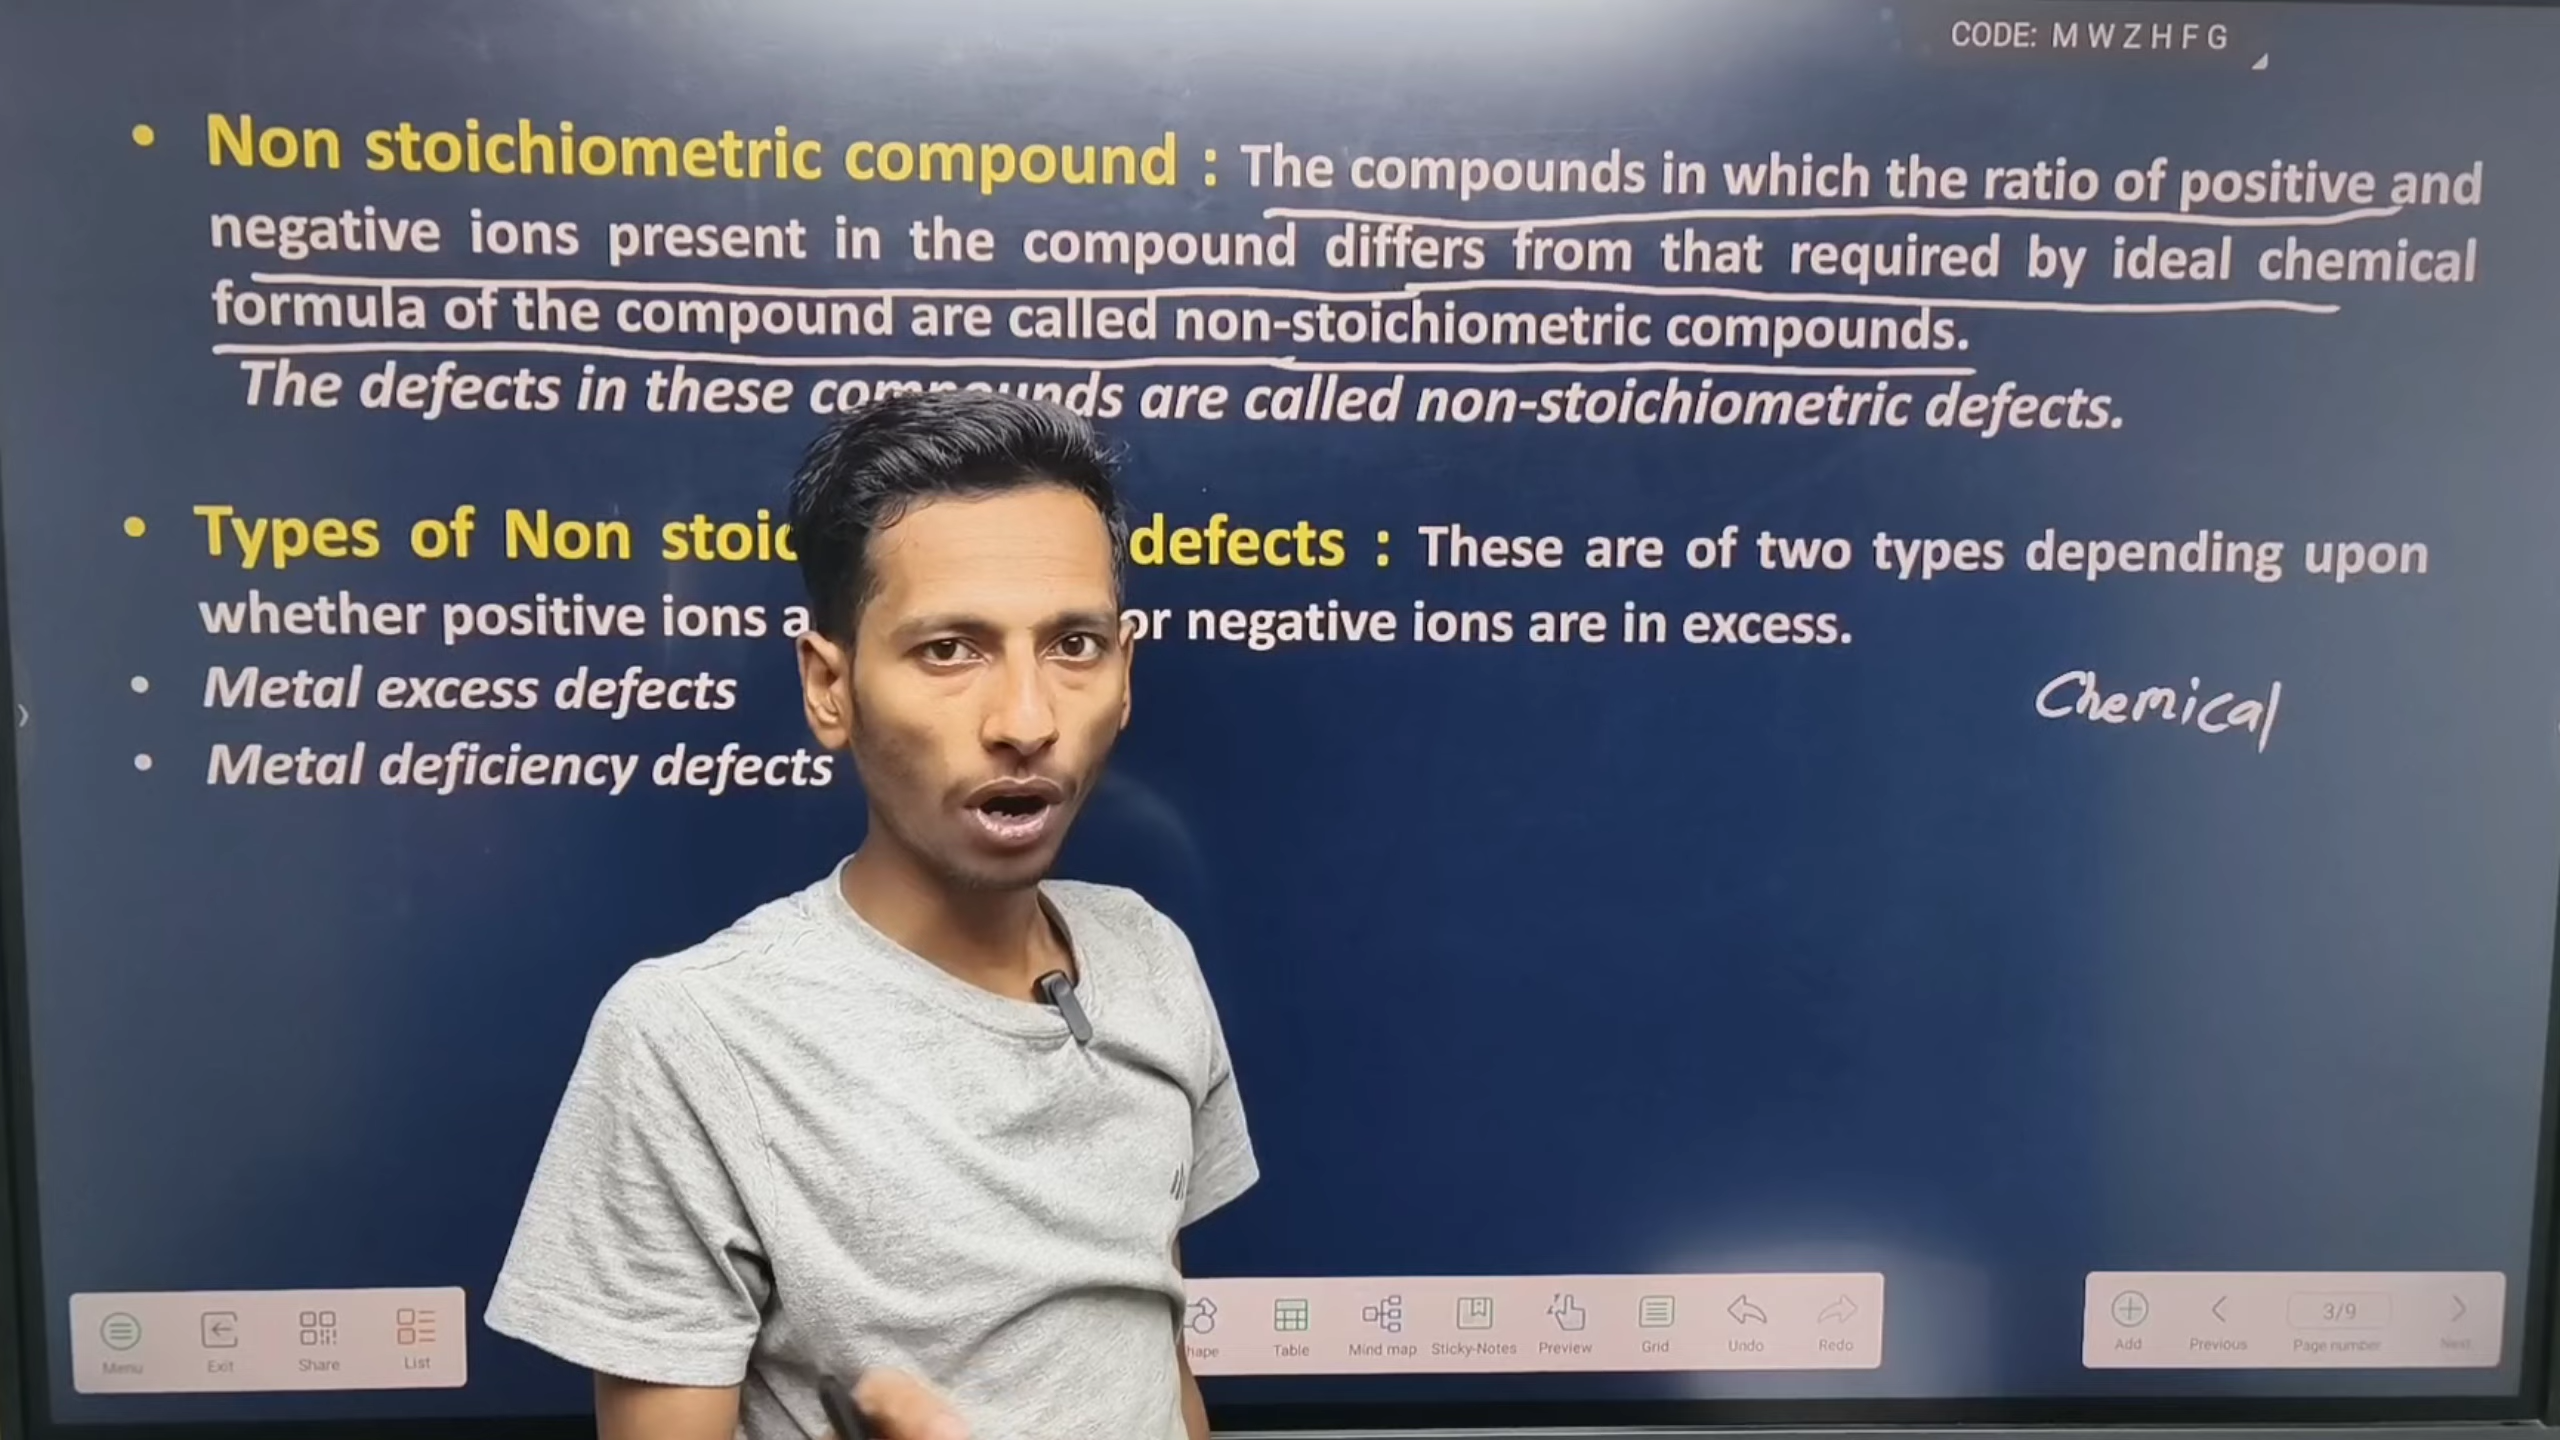 CODE: M W Z H F G
• Non stoichiometric compound : The compounds in which the ratio of positive and
negative ions present in the compound differs from that required by ideal chemical
formula of the compound are called non-stoichiometric compounds.
The defects in these compounds are called non-stoichiometric defects.
• Types of Non stoic defects : These are of two types depending upon
whether positive ions a or negative ions are in excess.
• Metal excess defects
Chemical
• Metal deficiency defects
Menu Exit Share List hape Table Mind map Sticky-Notes Preview Grid Undo Redo Add Previous 3/9 Page number Next